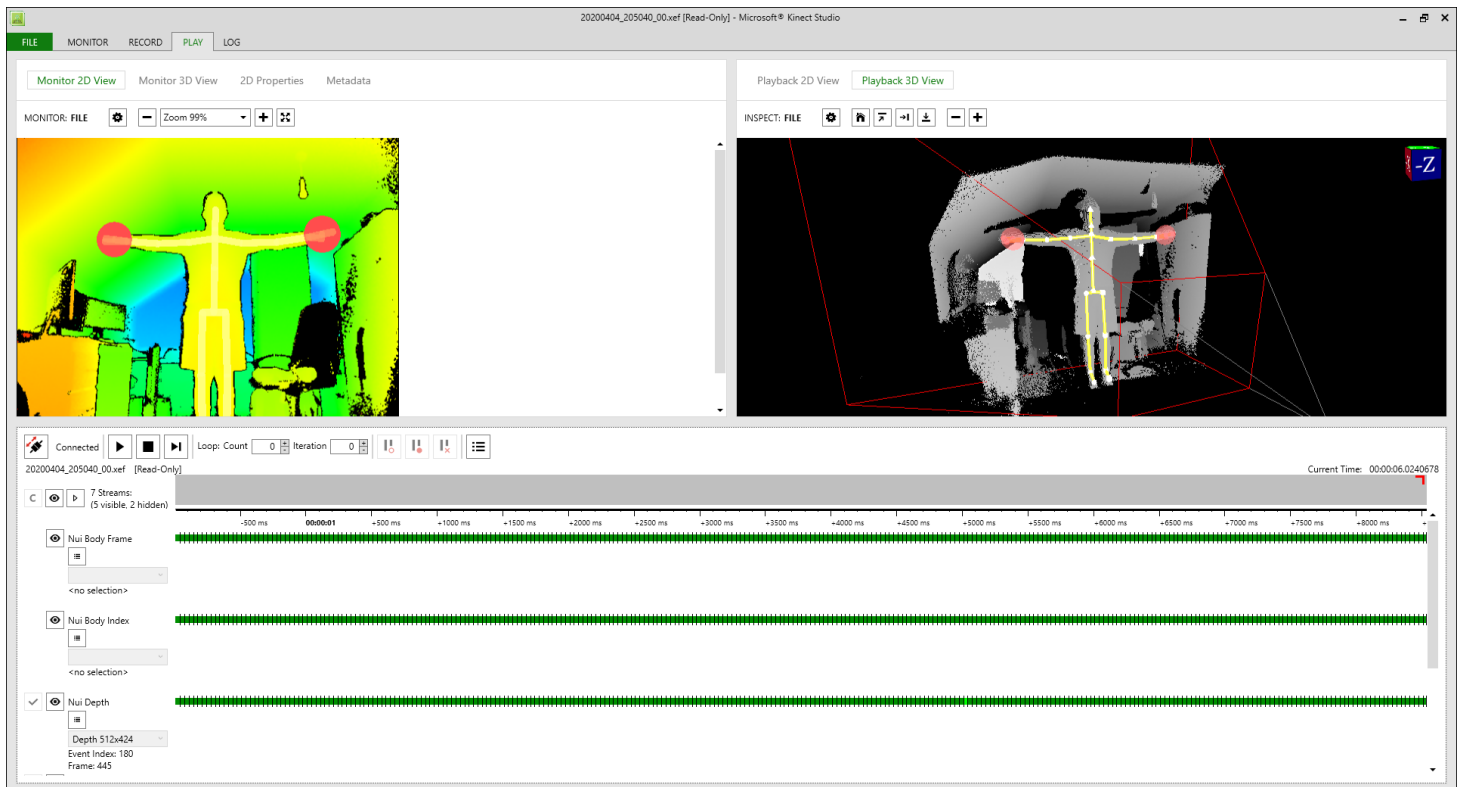 20200404_205040_00.xef [Read-Only] - Microsoft® Kinect Studio
FILE MONITOR RECORD PLAY LOG
Monitor 2D View Monitor 3D View 2D Properties Metadata
Playback 2D View Playback 3D View
MONITOR: FILE Zoom 99%
INSPECT: FILE
-Z
Connected Loop: Count 0 Iteration 0
20200404_205040_00.xef [Read-Only]
Current Time: 00:00:06.0240678
C 7 Streams:
(5 visible, 2 hidden)
-500 ms 00:00:01 +500 ms +1000 ms +1500 ms +2000 ms +2500 ms +3000 ms +3500 ms +4000 ms +4500 ms +5000 ms +5500 ms +6000 ms +6500 ms +7000 ms +7500 ms +8000 ms +
Nui Body Frame
<no selection>
Nui Body Index
<no selection>
Nui Depth
Depth 512x424
Event Index: 180
Frame: 445